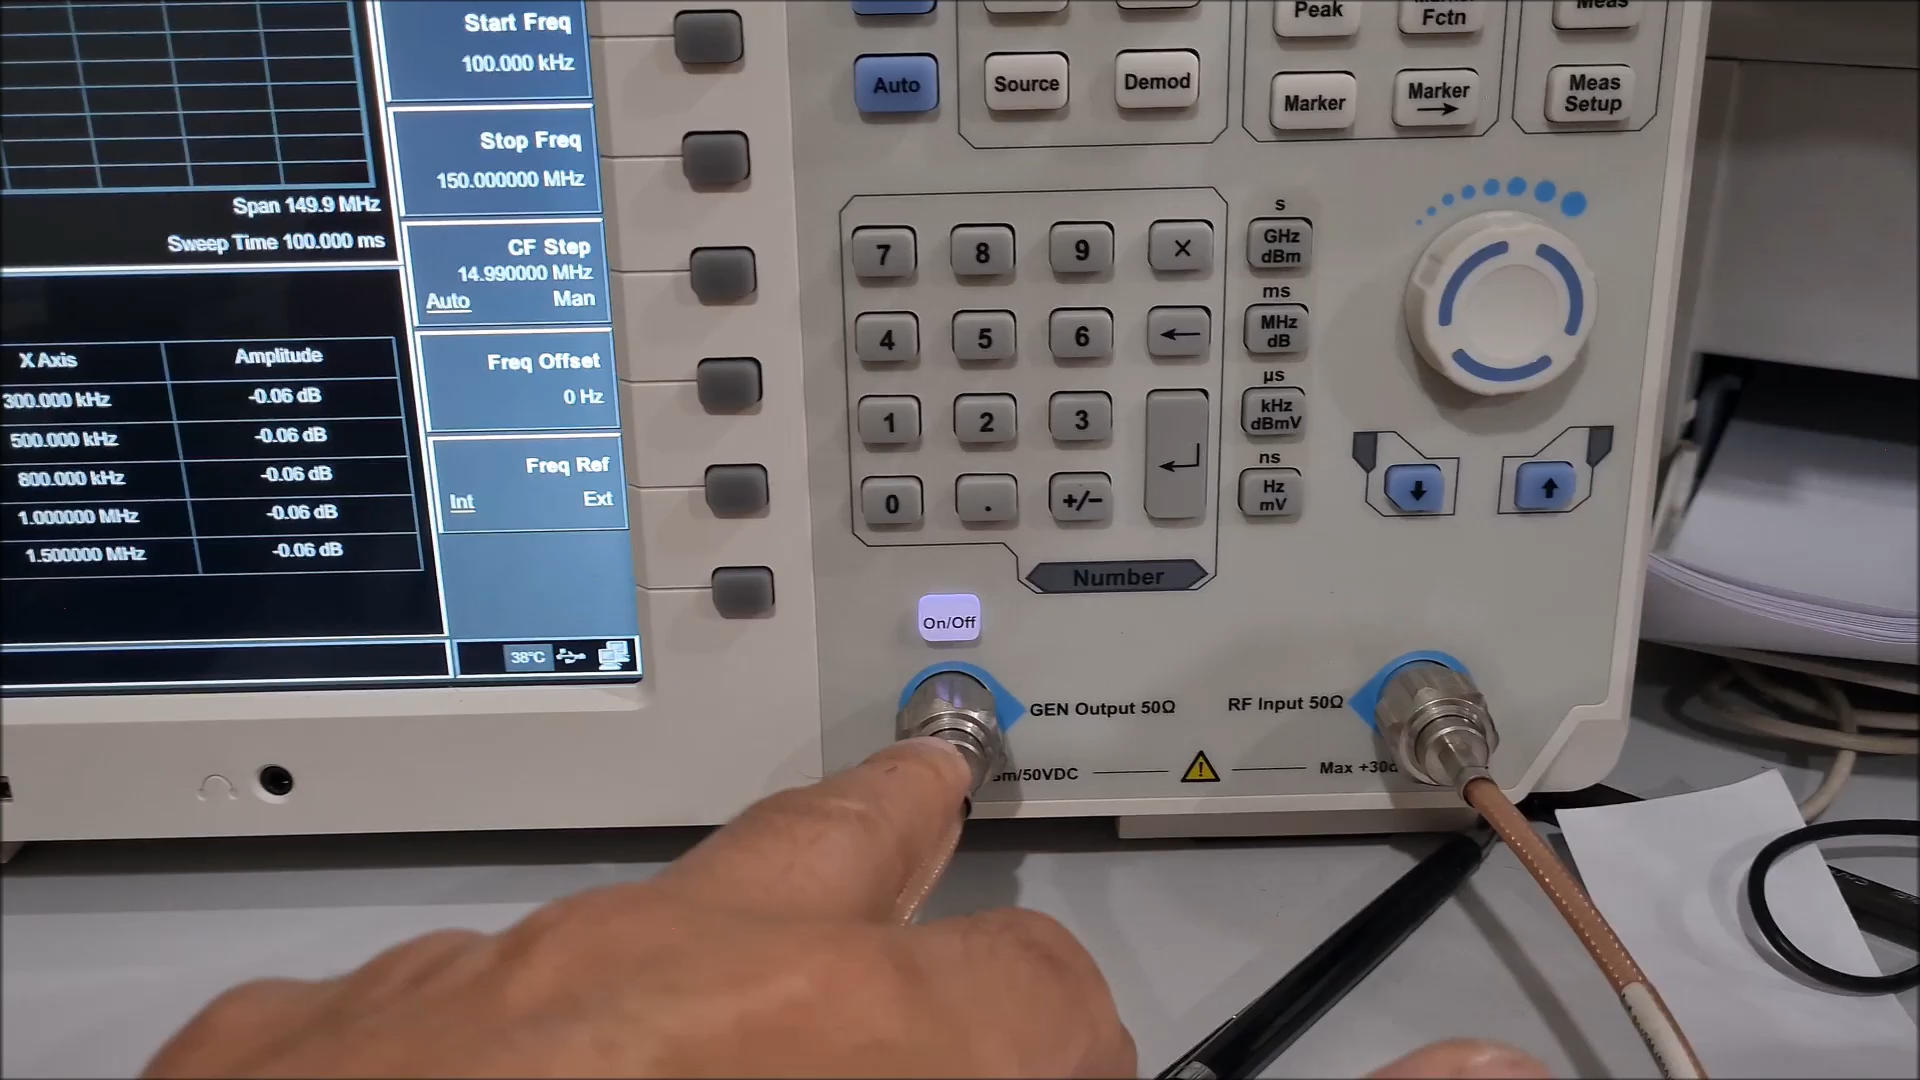 Start Freq
100.000 kHz
Stop Freq
150.000000 MHz
Span 149.9 MHz
Sweep Time 100.000 ms
CF Step
14.990000 MHz
Auto Man
Freq Offset
0 Hz
Freq Ref
Int Ext
X Axis Amplitude
300.000 kHz -0.06 dB
500.000 kHz -0.06 dB
800.000 kHz -0.06 dB
1.000000 MHz -0.06 dB
1.500000 MHz -0.06 dB
38°C
Peak
Fctn
Meas
Auto
Source
Demod
Marker
Marker →
Meas
Setup
7 8 9 ×
4 5 6 ←
1 2 3
0 . +/−
Number
s
GHz
dBm
ms
MHz
dB
µs
kHz
dBmV
ns
Hz
mV
On/Off
GEN Output 50Ω
RF Input 50Ω
m/50VDC
Max +30d